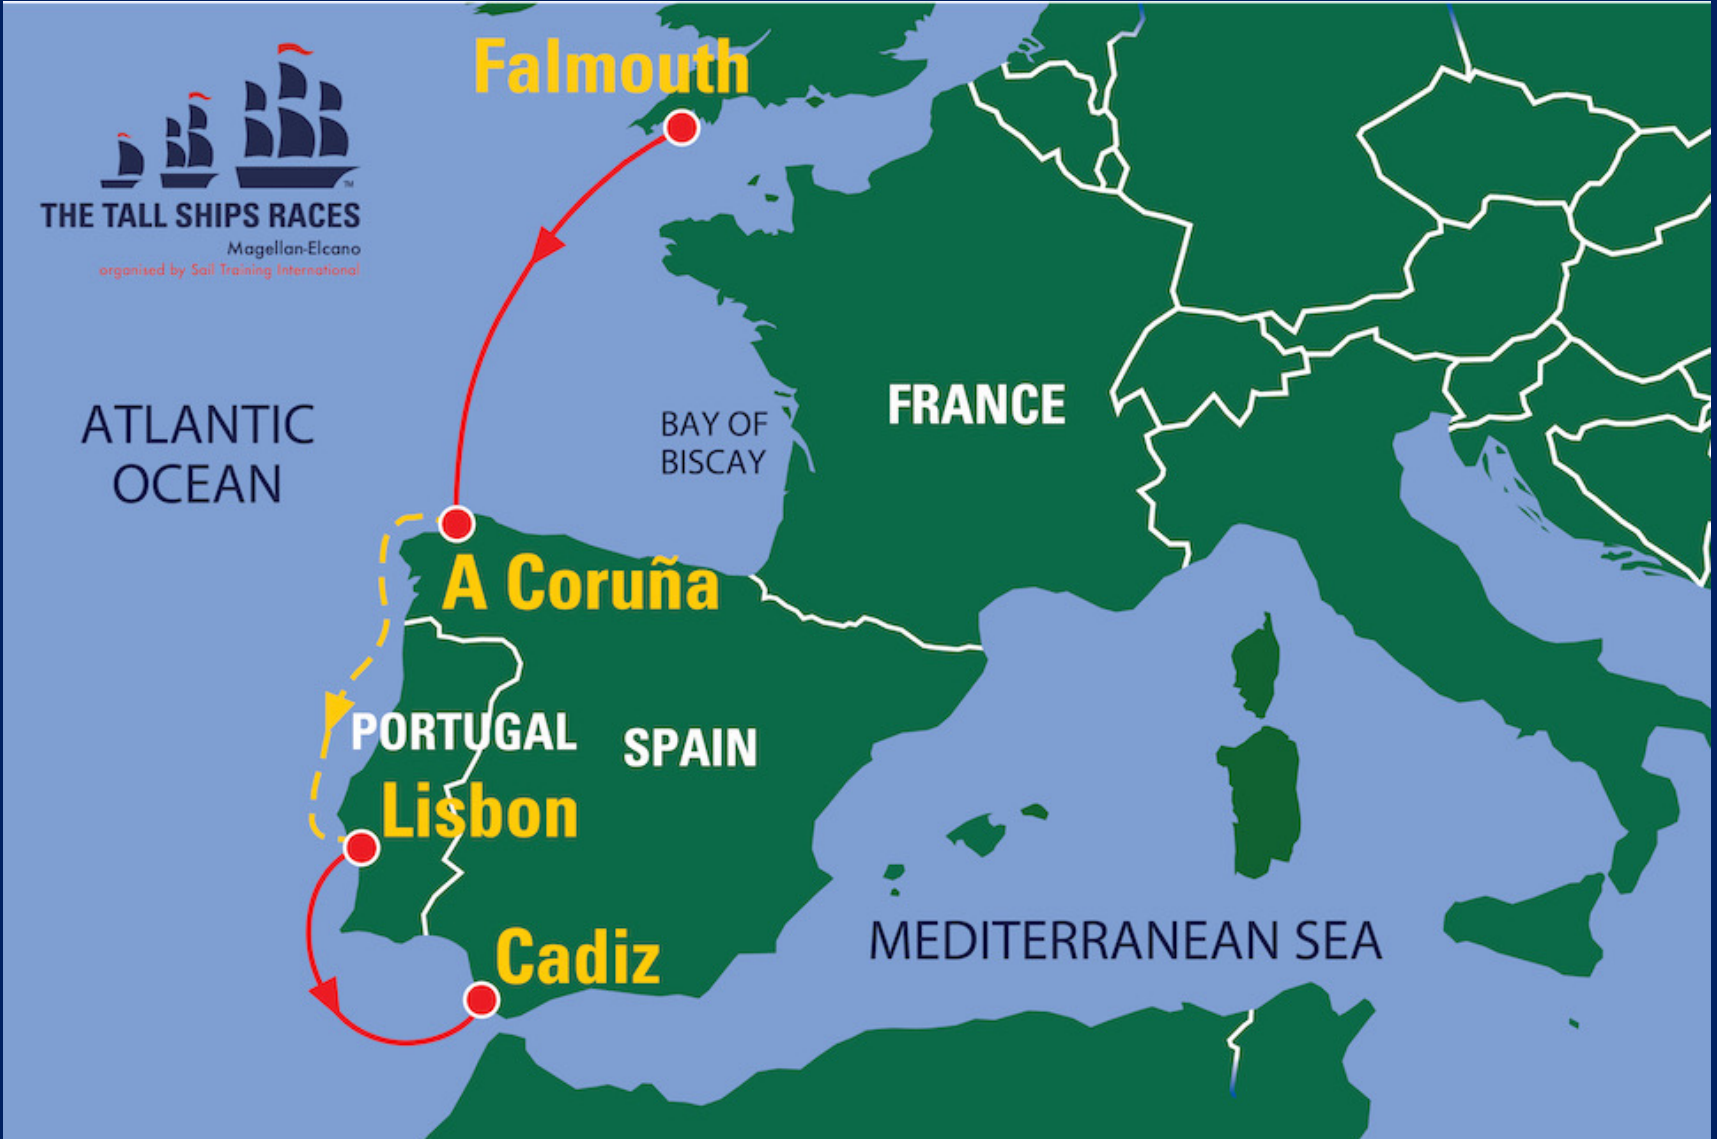 Falmouth
THE TALL SHIPS RACES
TM
Magellan-Elcano
organised by Sail Training International
ATLANTIC
OCEAN
BAY OF
BISCAY
FRANCE
A Coruña
PORTUGAL
SPAIN
Lisbon
Cadiz
MEDITERRANEAN SEA